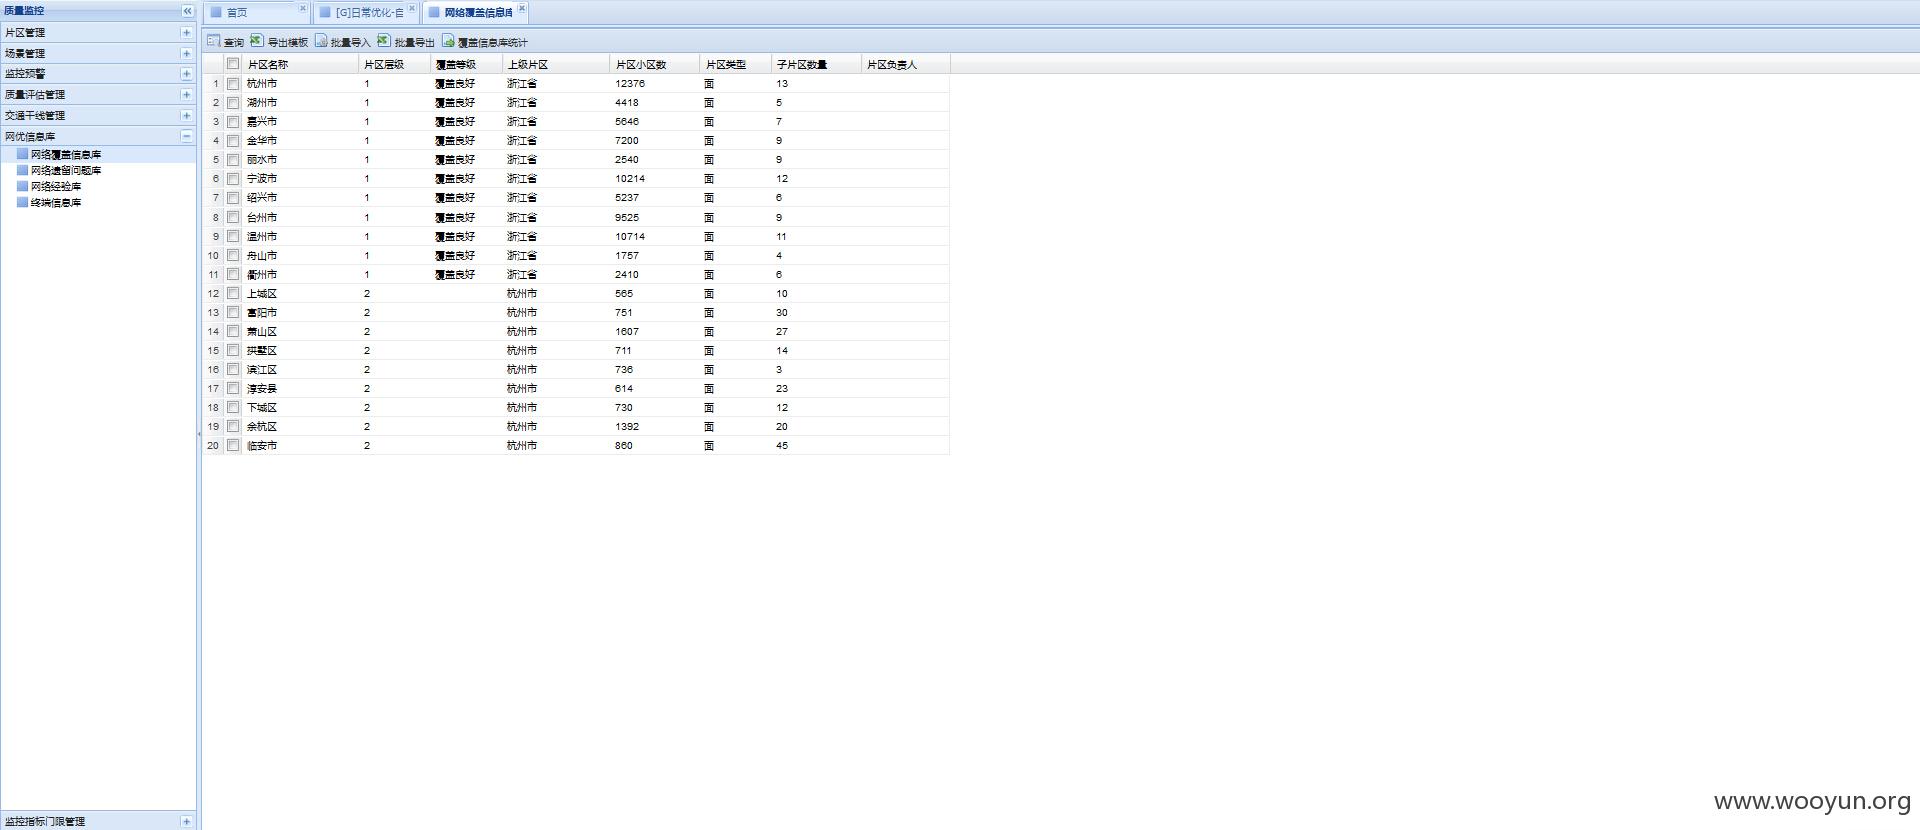 质量监控
片区管理
场景管理
监控预警
质量评估管理
交通干线管理
网优信息库
网络覆盖信息库
网络遗留问题库
网络经验库
终端信息库
监控指标门限管理
首页 [G]日常优化-自 网络覆盖信息库
查询 导出模板 批量导入 批量导出 覆盖信息库统计
片区名称 片区层级 覆盖等级 上级片区 片区小区数 片区类型 子片区数量 片区负责人
1 杭州市 1 覆盖良好 浙江省 12376 面 13
2 湖州市 1 覆盖良好 浙江省 4418 面 5
3 嘉兴市 1 覆盖良好 浙江省 5646 面 7
4 金华市 1 覆盖良好 浙江省 7200 面 9
5 丽水市 1 覆盖良好 浙江省 2540 面 9
6 宁波市 1 覆盖良好 浙江省 10214 面 12
7 绍兴市 1 覆盖良好 浙江省 5237 面 6
8 台州市 1 覆盖良好 浙江省 9525 面 9
9 温州市 1 覆盖良好 浙江省 10714 面 11
10 舟山市 1 覆盖良好 浙江省 1757 面 4
11 衢州市 1 覆盖良好 浙江省 2410 面 6
12 上城区 2 杭州市 565 面 10
13 富阳市 2 杭州市 751 面 30
14 萧山区 2 杭州市 1607 面 27
15 拱墅区 2 杭州市 711 面 14
16 滨江区 2 杭州市 736 面 3
17 淳安县 2 杭州市 614 面 23
18 下城区 2 杭州市 730 面 12
19 余杭区 2 杭州市 1392 面 20
20 临安市 2 杭州市 860 面 45
www.wooyun.org